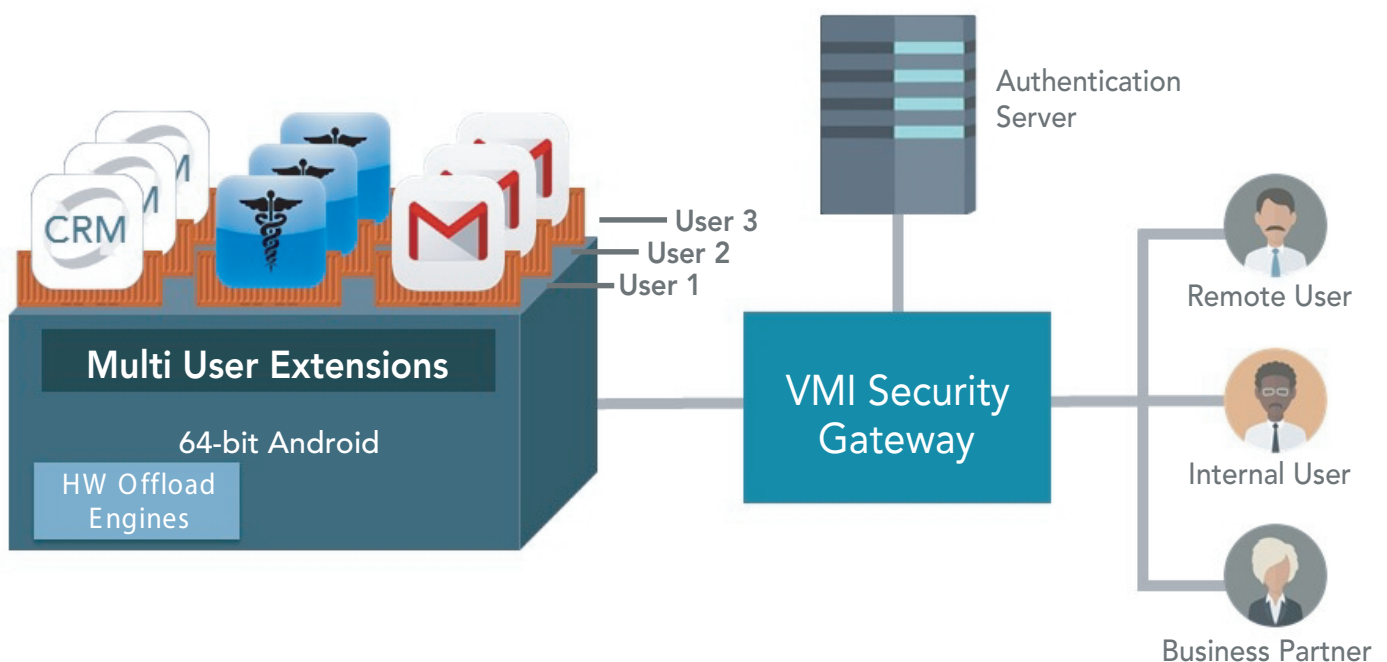 Authentication
Server
CRM
M
M
User 3
User 2
User 1
Multi User Extensions
64-bit Android
HW Offload
Engines
VMI Security
Gateway
Remote User
Internal User
Business Partner